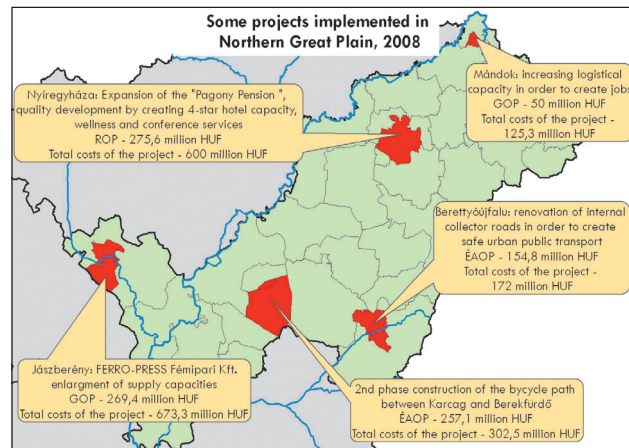 Some projects implemented in
Northern Great Plain, 2008
Nyíregyháza: Expansion of the "Pagony Pension ",
quality development by creating 4-star hotel capacity,
wellness and conference services
ROP - 275,6 million HUF
Total costs of the project - 600 million HUF
Mándok: increasing logistical
capacity in order to create jobs
GOP - 50 million HUF
Total costs of the project -
125,3 million HUF
Berettyóújfalu: renovation of internal
collector roads in order to create
safe urban public transport
ÉAOP - 154,8 million HUF
Total costs of the project -
172 million HUF
Jászberény: FERRO-PRESS Fémipari Kft.
enlargment of supply capacities
GOP - 269,4 million HUF
Total costs of the project - 673,3 million HUF
2nd phase construction of the bycycle path
between Karcag and Berekfurdő
ÉAOP - 257,1 million HUF
Total costs of the project - 302,5 million HUF